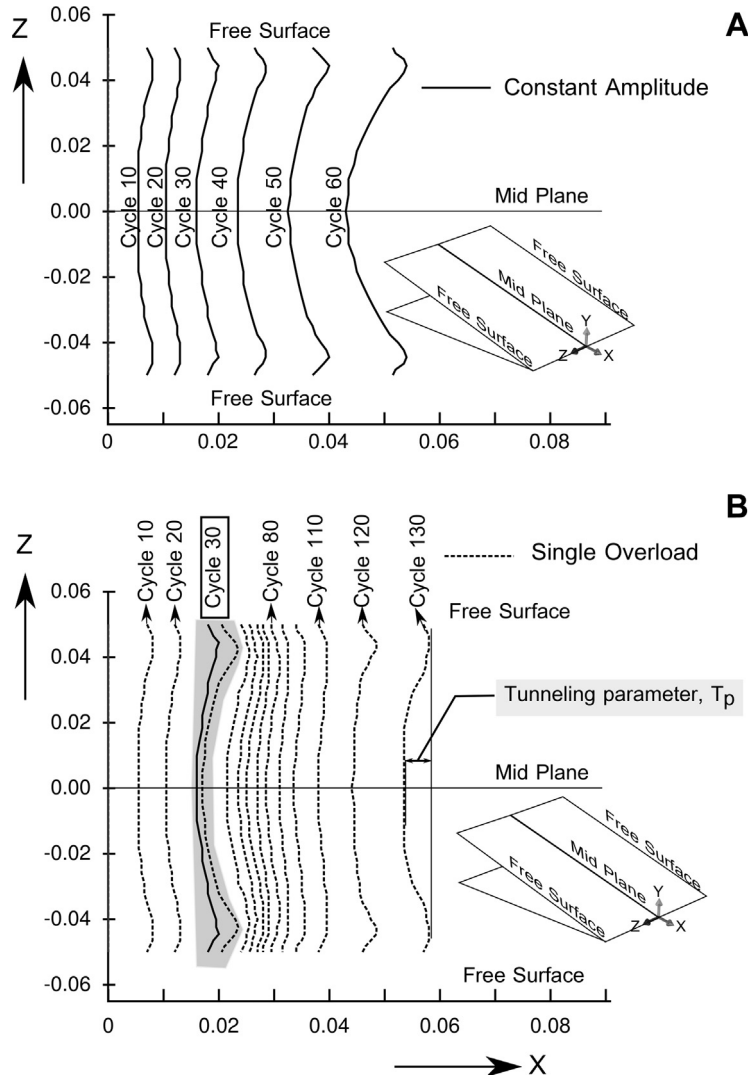 A
Z
0.06
0.04
0.02
0.00
-0.02
-0.04
-0.06
Free Surface
Constant Amplitude
Cycle 10
Cycle 20
Cycle 30
Cycle 40
Cycle 50
Cycle 60
Mid Plane
Free Surface
Mid Plane
Free Surface
Y
Z
X
Free Surface
0
0.02
0.04
0.06
0.08
B
Z
Cycle 10
Cycle 20
Cycle 30
Cycle 80
Cycle 110
Cycle 120
Cycle 130
Single Overload
0.06
0.04
0.02
0.00
-0.02
-0.04
-0.06
Free Surface
Tunneling parameter, Tp
Mid Plane
Free Surface
Mid Plane
Free Surface
Y
Z
X
Free Surface
0
0.02
0.04
0.06
0.08
X